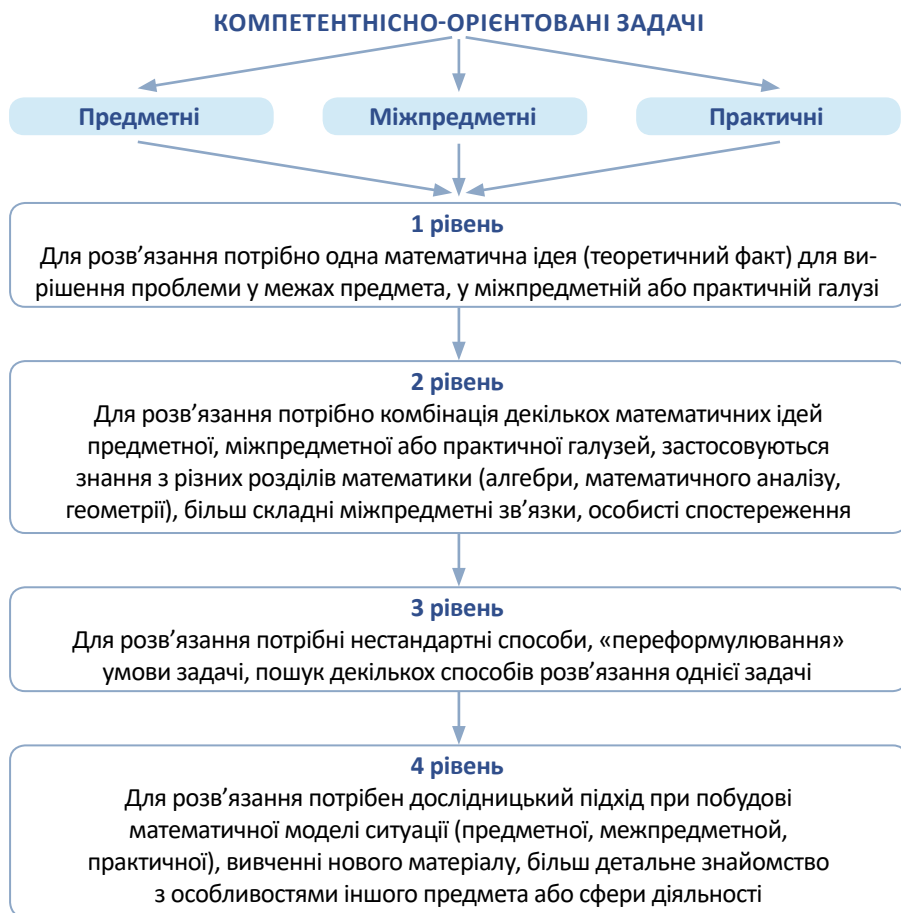 КОМПЕТЕНТНІСНО-ОРІЄНТОВАНІ ЗАДАЧІ
Предметні
Міжпредметні
Практичні
1 рівень
Для розв'язання потрібно одна математична ідея (теоретичний факт) для ви-
рішення проблеми у межах предмета, у міжпредметній або практичній галузі
2 рівень
Для розв'язання потрібно комбінація декількох математичних ідей
предметної, міжпредметної або практичної галузей, застосовуються
знання з різних розділів математики (алгебри, математичного аналізу,
геометрії), більш складні міжпредметні зв'язки, особисті спостереження
3 рівень
Для розв'язання потрібні нестандартні способи, «переформулювання»
умови задачі, пошук декількох способів розв'язання однієї задачі
4 рівень
Для розв'язання потрібен дослідницький підхід при побудові
математичної моделі ситуації (предметної, межпредметной,
практичної), вивченні нового матеріалу, більш детальне знайомство
з особливостями іншого предмета або сфери діяльності